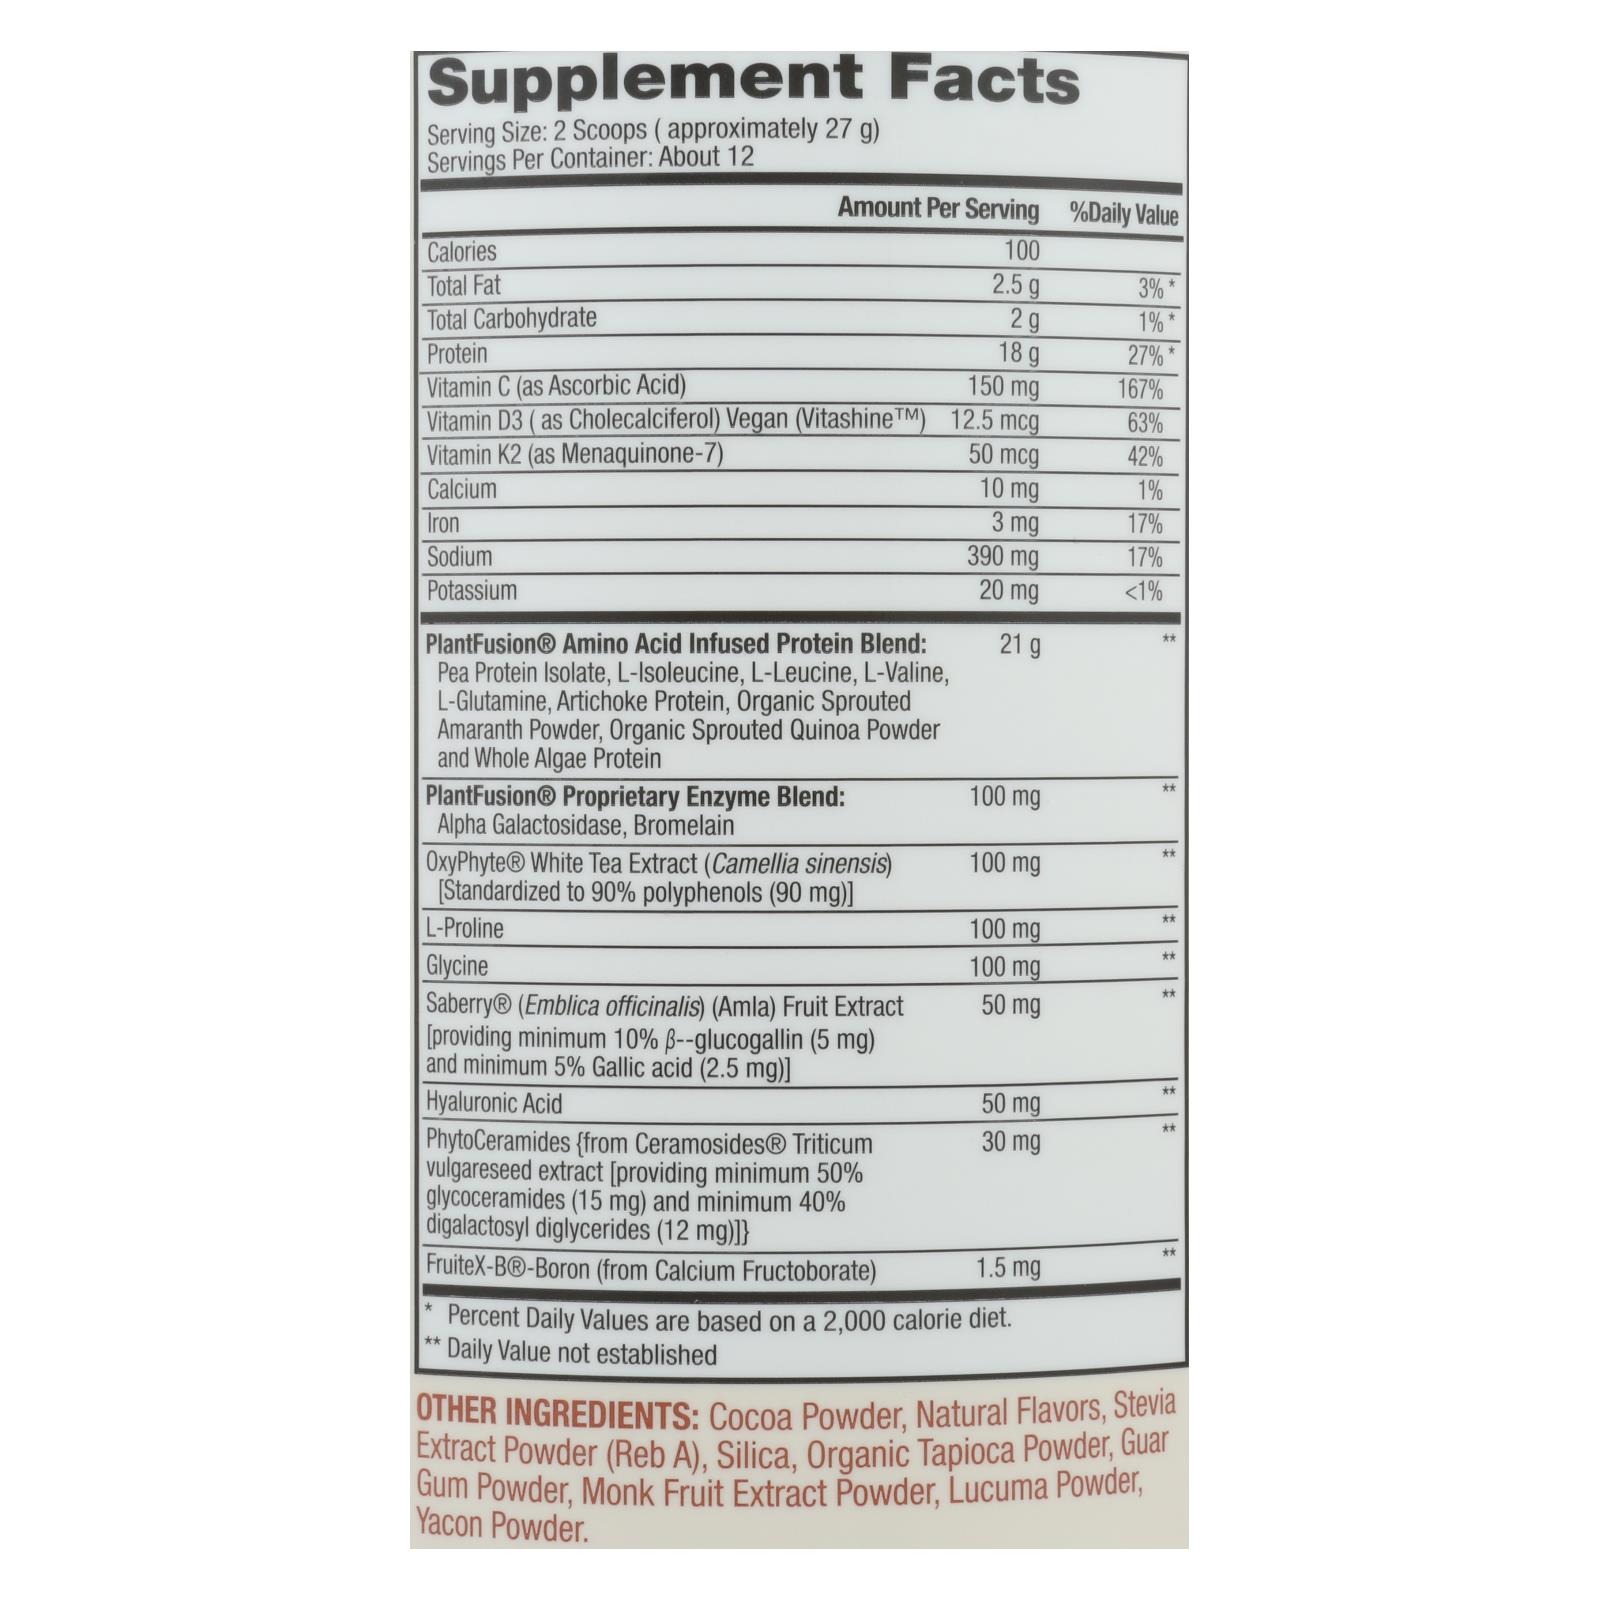 Supplement Facts
Serving Size: 2 Scoops ( approximately 27 g)
Servings Per Container: About 12
Amount Per Serving %Daily Value
Calories 100
Total Fat 2.5 g 3% *
Total Carbohydrate 2 g 1% *
Protein 18 g 27% *
Vitamin C (as Ascorbic Acid) 150 mg 167%
Vitamin D3 ( as Cholecalciferol) Vegan (Vitashine™) 12.5 mcg 63%
Vitamin K2 (as Menaquinone-7) 50 mcg 42%
Calcium 10 mg 1%
Iron 3 mg 17%
Sodium 390 mg 17%
Potassium 20 mg <1%
PlantFusion® Amino Acid Infused Protein Blend: 21 g **
Pea Protein Isolate, L-Isoleucine, L-Leucine, L-Valine,
L-Glutamine, Artichoke Protein, Organic Sprouted
Amaranth Powder, Organic Sprouted Quinoa Powder
and Whole Algae Protein
PlantFusion® Proprietary Enzyme Blend: 100 mg **
Alpha Galactosidase, Bromelain
OxyPhyte® White Tea Extract (Camellia sinensis) 100 mg **
[Standardized to 90% polyphenols (90 mg)]
L-Proline 100 mg **
Glycine 100 mg **
Saberry® (Emblica officinalis) (Amla) Fruit Extract 50 mg **
[providing minimum 10% β--glucogallin (5 mg)
and minimum 5% Gallic acid (2.5 mg)]
Hyaluronic Acid 50 mg **
PhytoCeramides {from Ceramosides® Triticum 30 mg **
vulgareseed extract [providing minimum 50%
glycoceramides (15 mg) and minimum 40%
digalactosyl diglycerides (12 mg)]}
FruiteX-B®-Boron (from Calcium Fructoborate) 1.5 mg **
* Percent Daily Values are based on a 2,000 calorie diet.
** Daily Value not established
OTHER INGREDIENTS: Cocoa Powder, Natural Flavors, Stevia
Extract Powder (Reb A), Silica, Organic Tapioca Powder, Guar
Gum Powder, Monk Fruit Extract Powder, Lucuma Powder,
Yacon Powder.